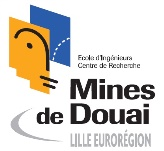 Ecole d'Ingénieurs
Centre de Recherche
Mines
de Douai
LILLE EURORÉGION